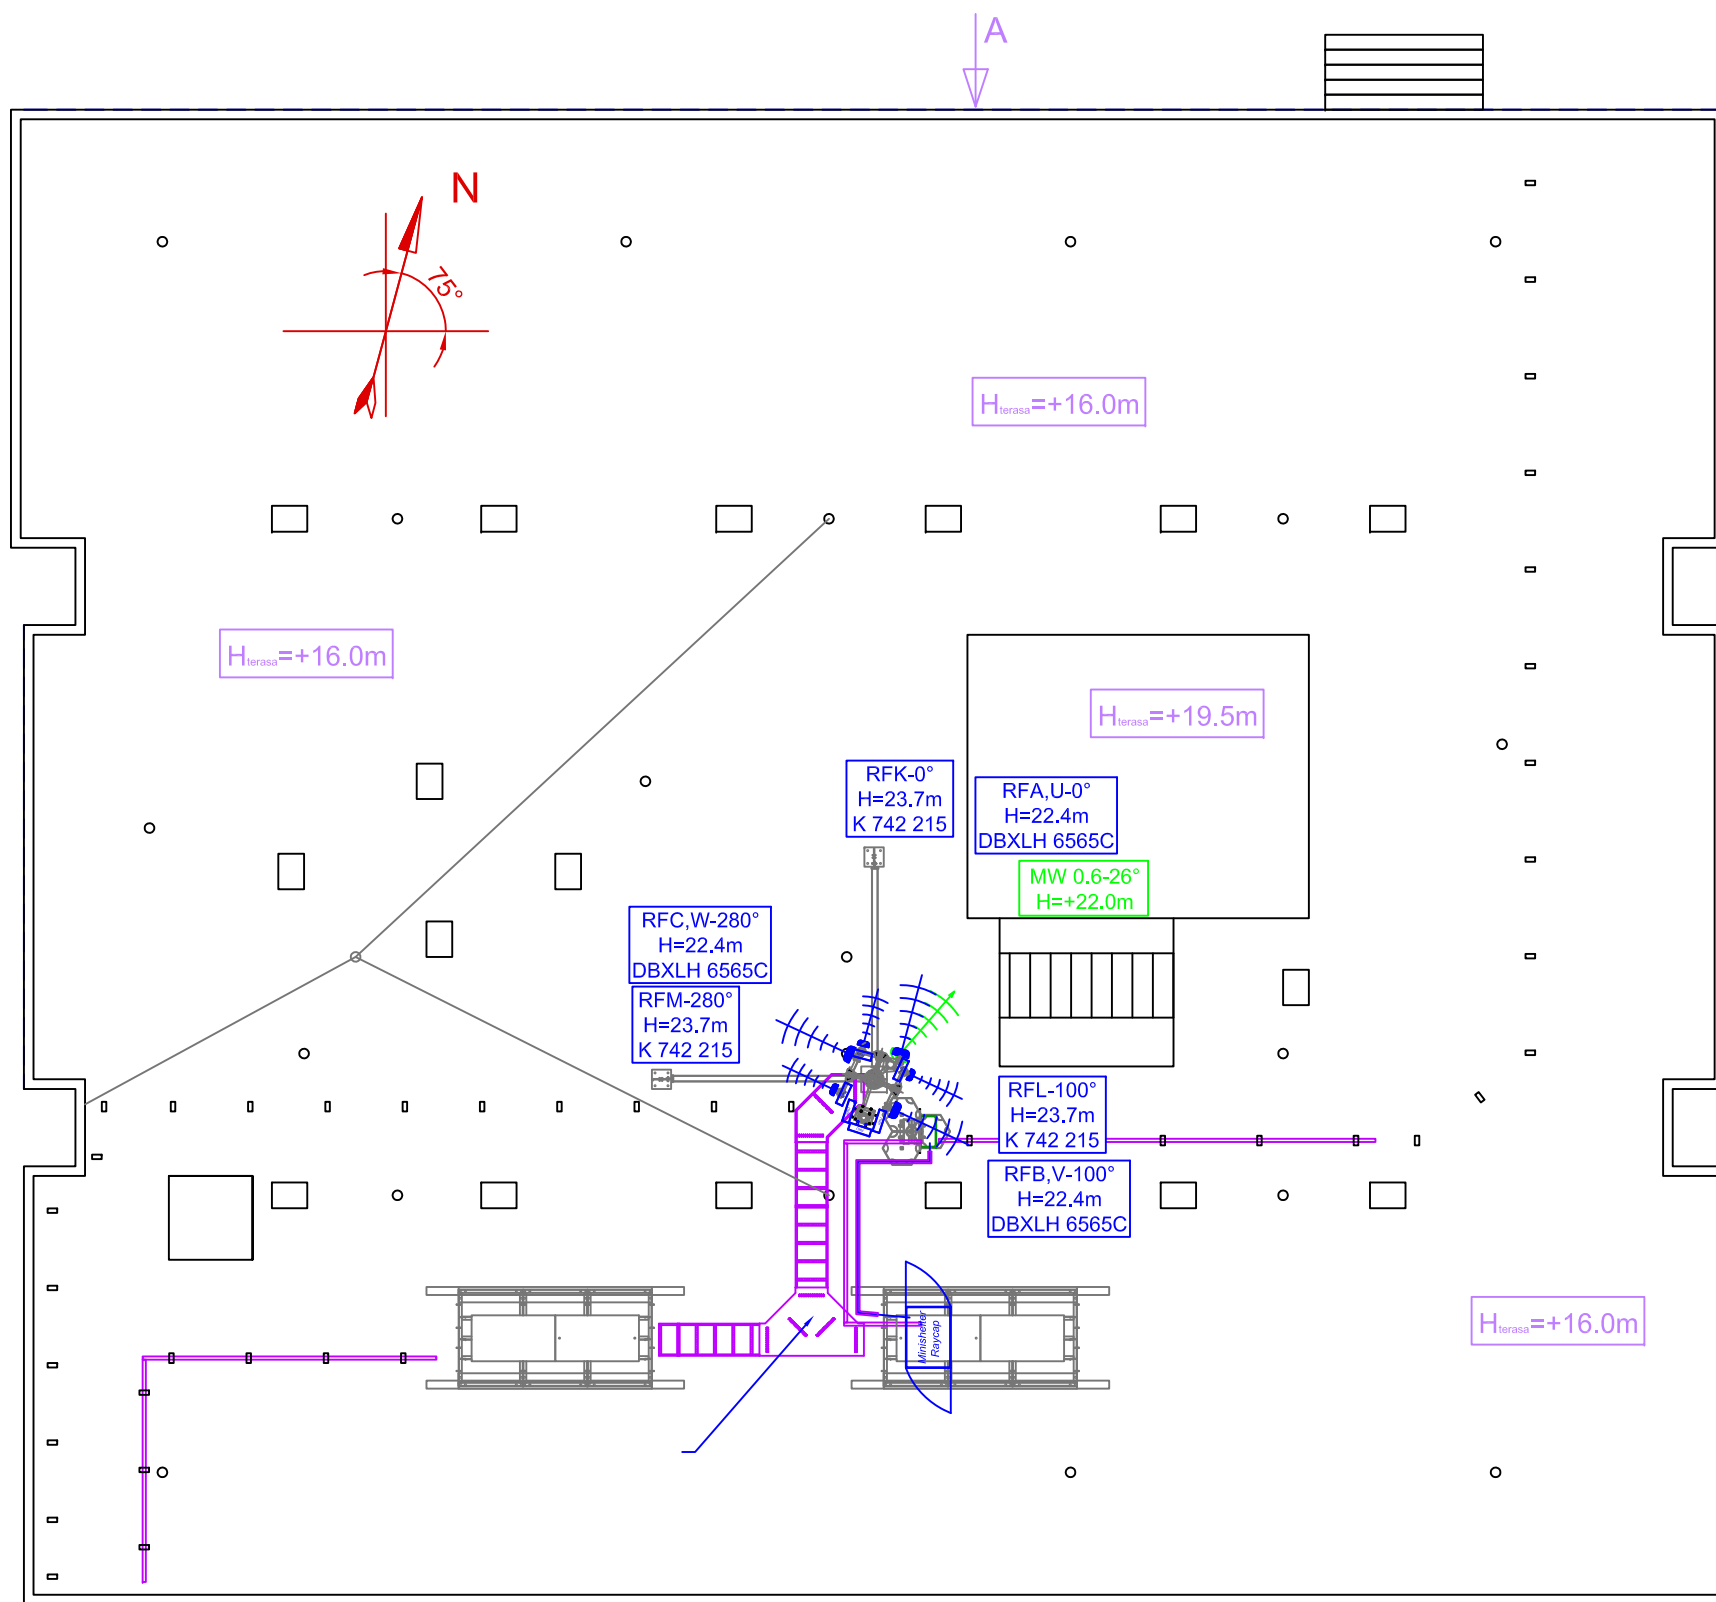 A
N
75°
Hterasa=+16.0m
Hterasa=+16.0m
Hterasa=+19.5m
RFK-0°
H=23.7m
K 742 215
RFA,U-0°
H=22.4m
DBXLH 6565C
MW 0.6-26°
H=+22.0m
RFC,W-280°
H=22.4m
DBXLH 6565C
RFM-280°
H=23.7m
K 742 215
RFL-100°
H=23.7m
K 742 215
RFB,V-100°
H=22.4m
DBXLH 6565C
Minishelter
Raycap
Hterasa=+16.0m